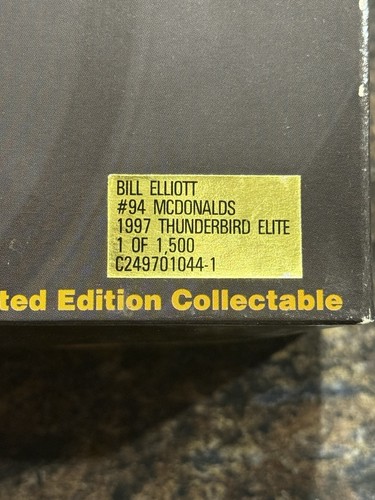 BILL ELLIOTT
#94 MCDONALDS
1997 THUNDERBIRD ELITE
1 OF 1,500
C249701044-1
ted Edition Collectable